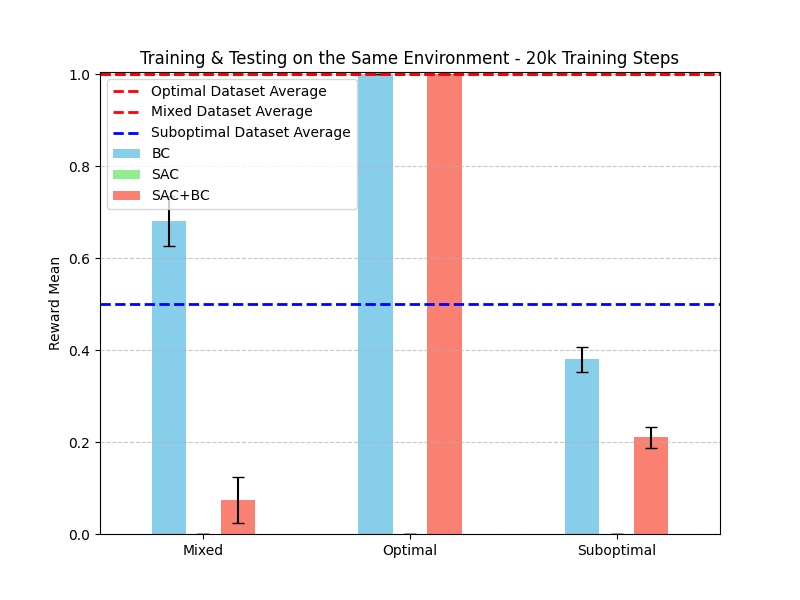 Training & Testing on the Same Environment - 20k Training Steps
1.0
0.8
0.6
0.4
0.2
0.0
Reward Mean
Optimal Dataset Average
Mixed Dataset Average
Suboptimal Dataset Average
BC
SAC
SAC+BC
Mixed
Optimal
Suboptimal